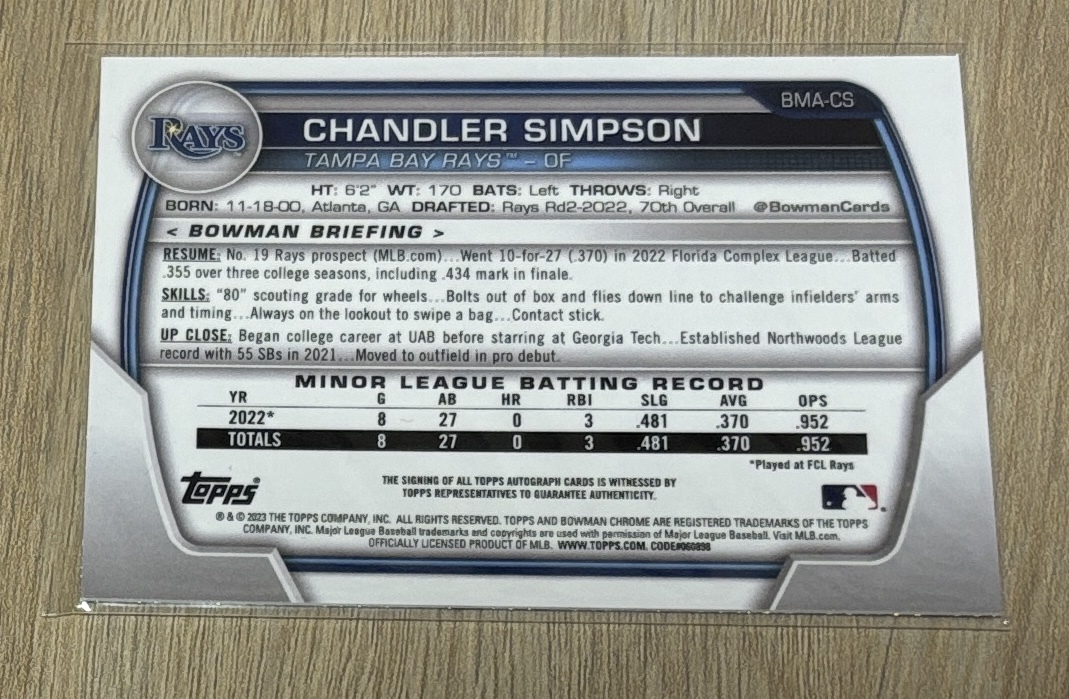 BMA-CS
RAYS
CHANDLER SIMPSON
TAMPA BAY RAYS™ – OF
HT: 6'2" WT: 170 BATS: Left THROWS: Right
BORN: 11-18-00, Atlanta, GA DRAFTED: Rays Rd2-2022, 70th Overall @BowmanCards
< BOWMAN BRIEFING >
RESUME: No. 19 Rays prospect (MLB.com)...Went 10-for-27 (.370) in 2022 Florida Complex League...Batted
.355 over three college seasons, including .434 mark in finale.
SKILLS: "80" scouting grade for wheels...Bolts out of box and flies down line to challenge infielders' arms
and timing...Always on the lookout to swipe a bag...Contact stick.
UP CLOSE: Began college career at UAB before starring at Georgia Tech...Established Northwoods League
record with 55 SBs in 2021...Moved to outfield in pro debut.
MINOR LEAGUE BATTING RECORD
YR G AB HR RBI SLG AVG OPS
2022* 8 27 0 3 .481 .370 .952
TOTALS 8 27 0 3 .481 .370 .952
*Played at FCL Rays
topps®
THE SIGNING OF ALL TOPPS AUTOGRAPH CARDS IS WITNESSED BY
TOPPS REPRESENTATIVES TO GUARANTEE AUTHENTICITY.
® & © 2023 THE TOPPS COMPANY, INC. ALL RIGHTS RESERVED. TOPPS AND BOWMAN CHROME ARE REGISTERED TRADEMARKS OF THE TOPPS
COMPANY, INC. Major League Baseball trademarks and copyrights are used with permission of Major League Baseball. Visit MLB.com.
OFFICIALLY LICENSED PRODUCT OF MLB. WWW.TOPPS.COM. CODE#060898